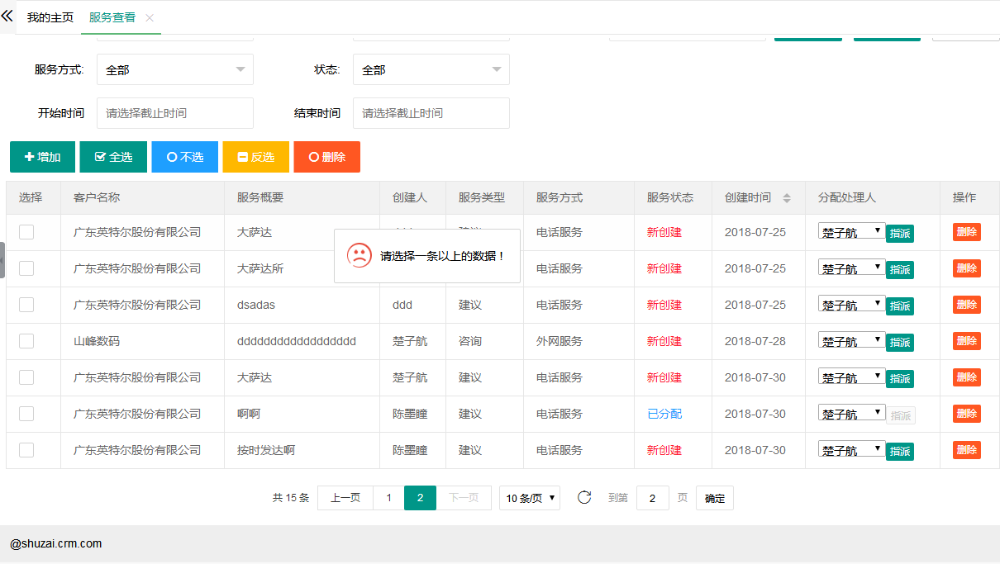 我的主页 服务查看
服务方式: 全部 状态: 全部
开始时间 请选择截止时间 结束时间 请选择截止时间
增加 全选 不选 反选 删除
选择 客户名称 服务概要 创建人 服务类型 服务方式 服务状态 创建时间 分配处理人 操作
广东英特尔股份有限公司 大萨达 电话服务 新创建 2018-07-25 楚子航 指派 删除
请选择一条以上的数据！
广东英特尔股份有限公司 大萨达所 电话服务 新创建 2018-07-25 楚子航 指派 删除
广东英特尔股份有限公司 dsadas ddd 建议 电话服务 新创建 2018-07-25 楚子航 指派 删除
山峰数码 dddddddddddddddddd 楚子航 咨询 外网服务 新创建 2018-07-28 楚子航 指派 删除
广东英特尔股份有限公司 大萨达 楚子航 建议 电话服务 新创建 2018-07-30 楚子航 指派 删除
广东英特尔股份有限公司 啊啊 陈墨瞳 建议 电话服务 已分配 2018-07-30 楚子航 指派 删除
广东英特尔股份有限公司 按时发达啊 陈墨瞳 建议 电话服务 新创建 2018-07-30 楚子航 指派 删除
共 15 条 上一页 1 2 下一页 10 条/页 到第 2 页 确定
@shuzai.crm.com